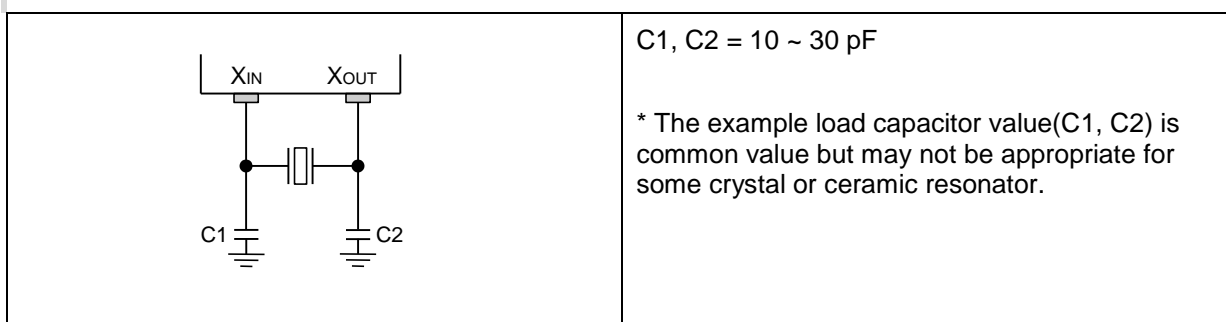 XIN XOUT
C1 C2
C1, C2 = 10 ~ 30 pF
* The example load capacitor value(C1, C2) is
common value but may not be appropriate for
some crystal or ceramic resonator.